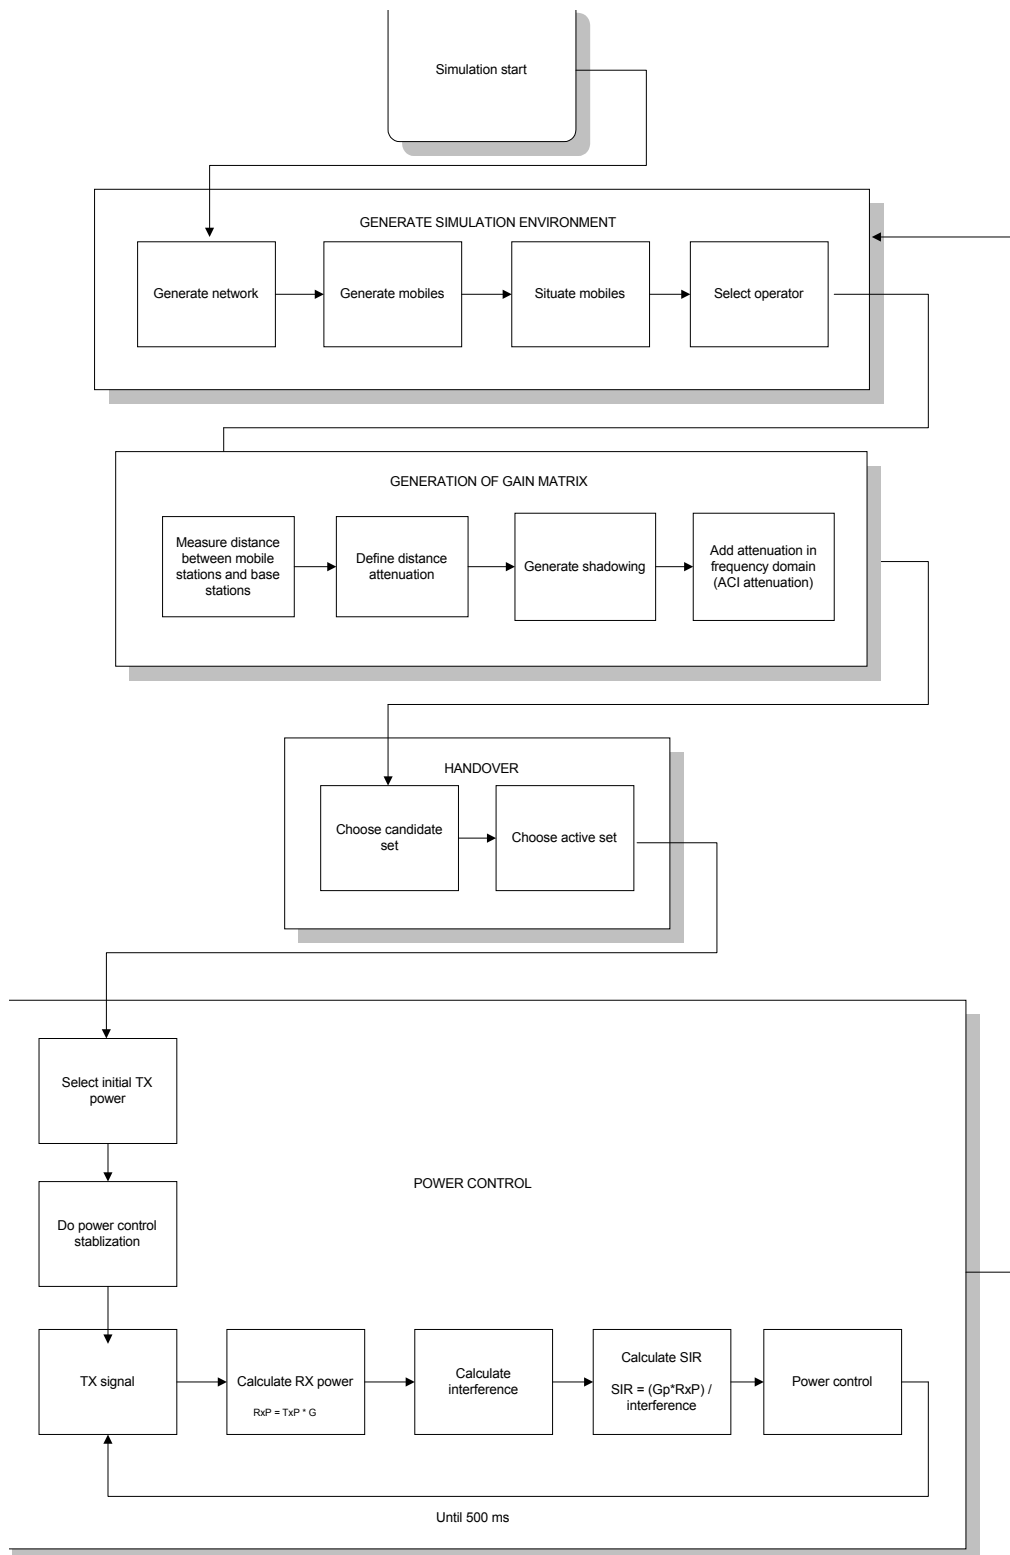 Simulation start
GENERATE SIMULATION ENVIRONMENT
Generate network
Generate mobiles
Situate mobiles
Select operator
GENERATION OF GAIN MATRIX
Measure distance
between mobile
stations and base
stations
Define distance
attenuation
Generate shadowing
Add attenuation in
frequency domain
(ACI attenuation)
HANDOVER
Choose candidate
set
Choose active set
Select initial TX
power
POWER CONTROL
Do power control
stablization
TX signal
Calculate RX power
RxP = TxP * G
Calculate
interference
Calculate SIR
SIR = (Gp*RxP) /
interference
Power control
Until 500 ms